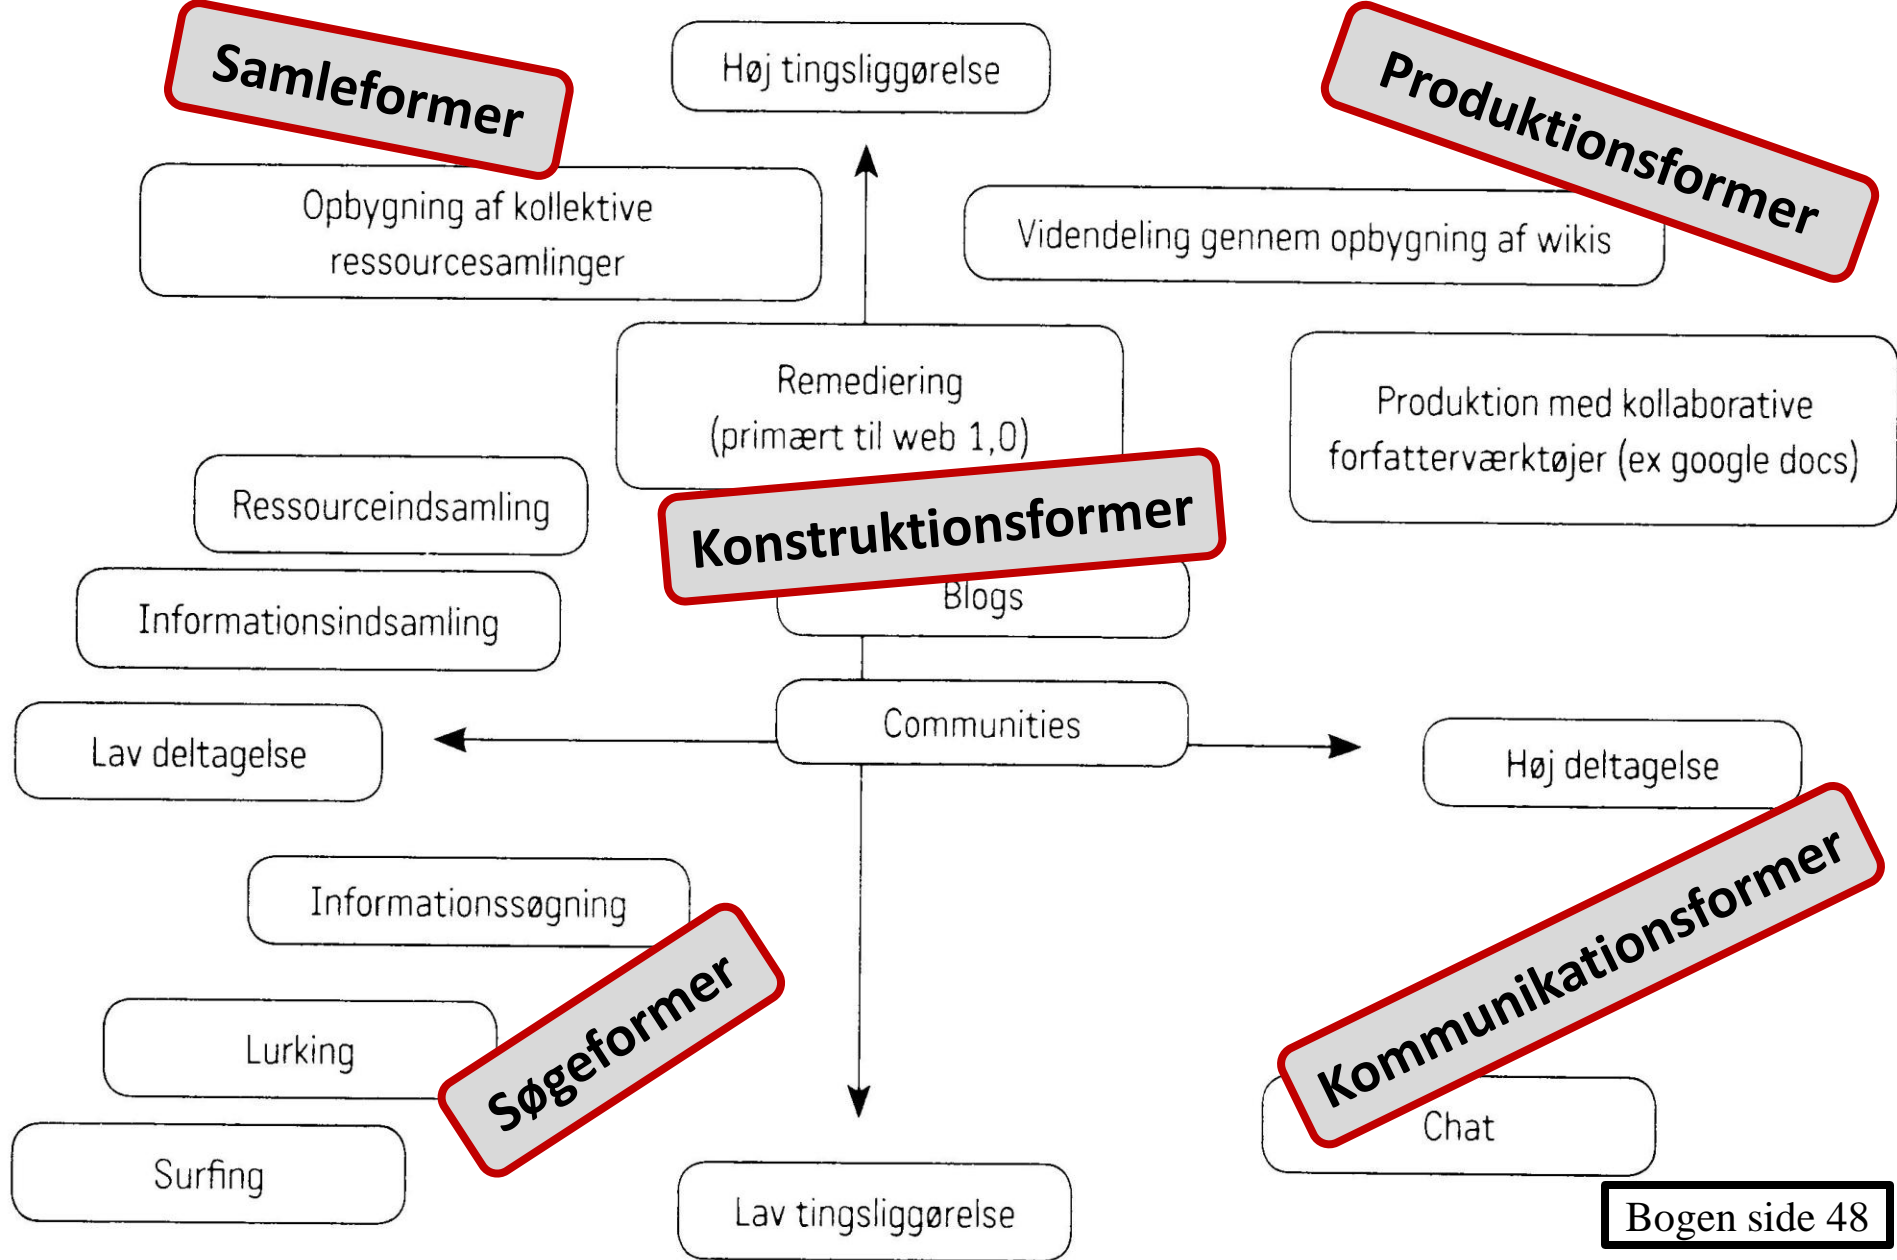 Samleformer
Høj tingsliggørelse
Produktionsformer
Opbygning af kollektive
ressourcesamlinger
Videndeling gennem opbygning af wikis
Remediering
(primært til web 1,0)
Produktion med kollaborative
forfatterværktøjer (ex google docs)
Ressourceindsamling
Konstruktionsformer
Informationsindsamling
Blogs
Communities
Lav deltagelse
Høj deltagelse
Informationssøgning
Kommunikationsformer
Søgeformer
Lurking
Chat
Surfing
Lav tingsliggørelse
Bogen side 48